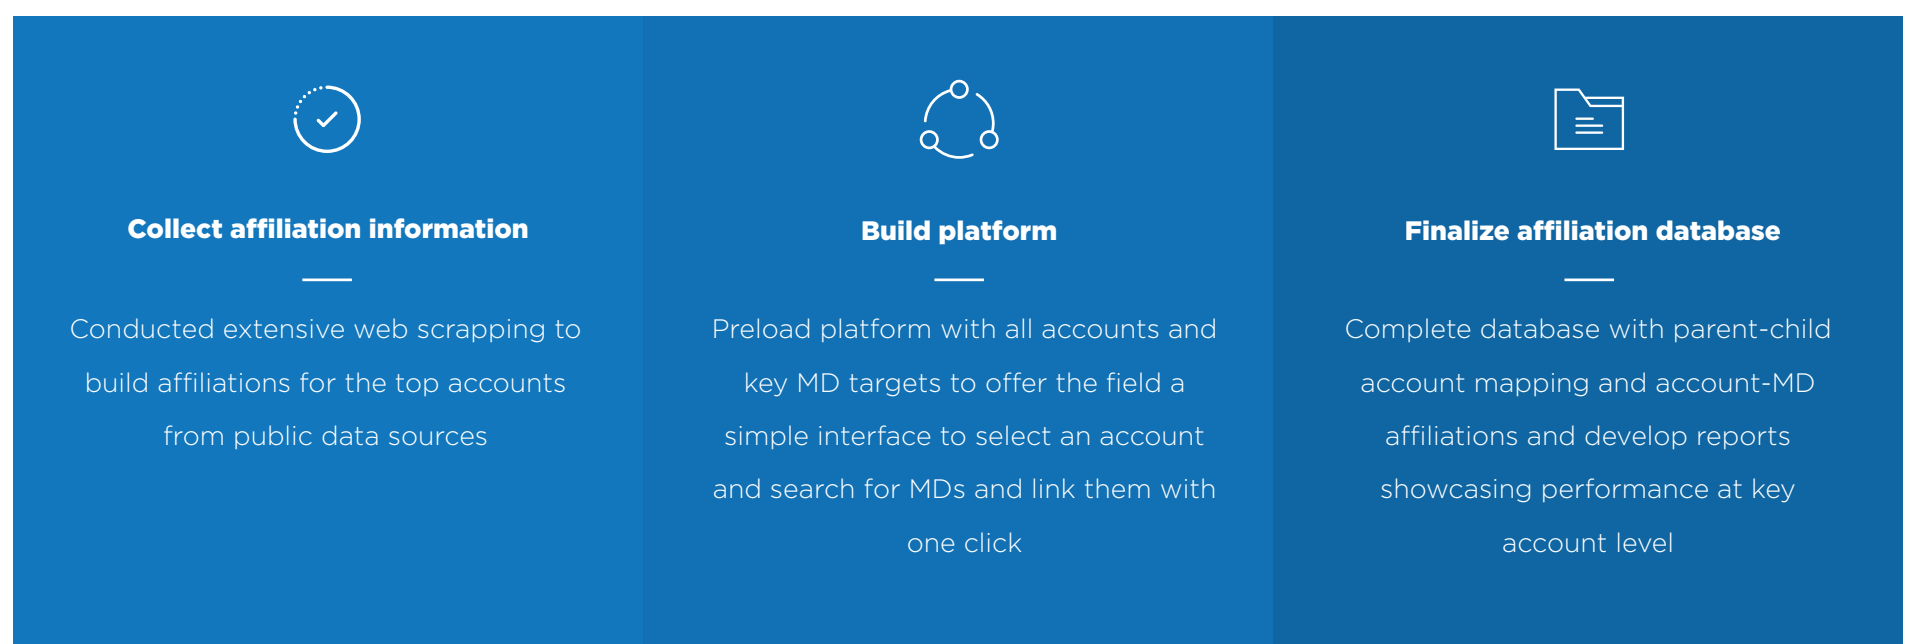 Collect affiliation information
Conducted extensive web scrapping to
build affiliations for the top accounts
from public data sources
Build platform
Preload platform with all accounts and
key MD targets to offer the field a
simple interface to select an account
and search for MDs and link them with
one click
Finalize affiliation database
Complete database with parent-child
account mapping and account-MD
affiliations and develop reports
showcasing performance at key
account level